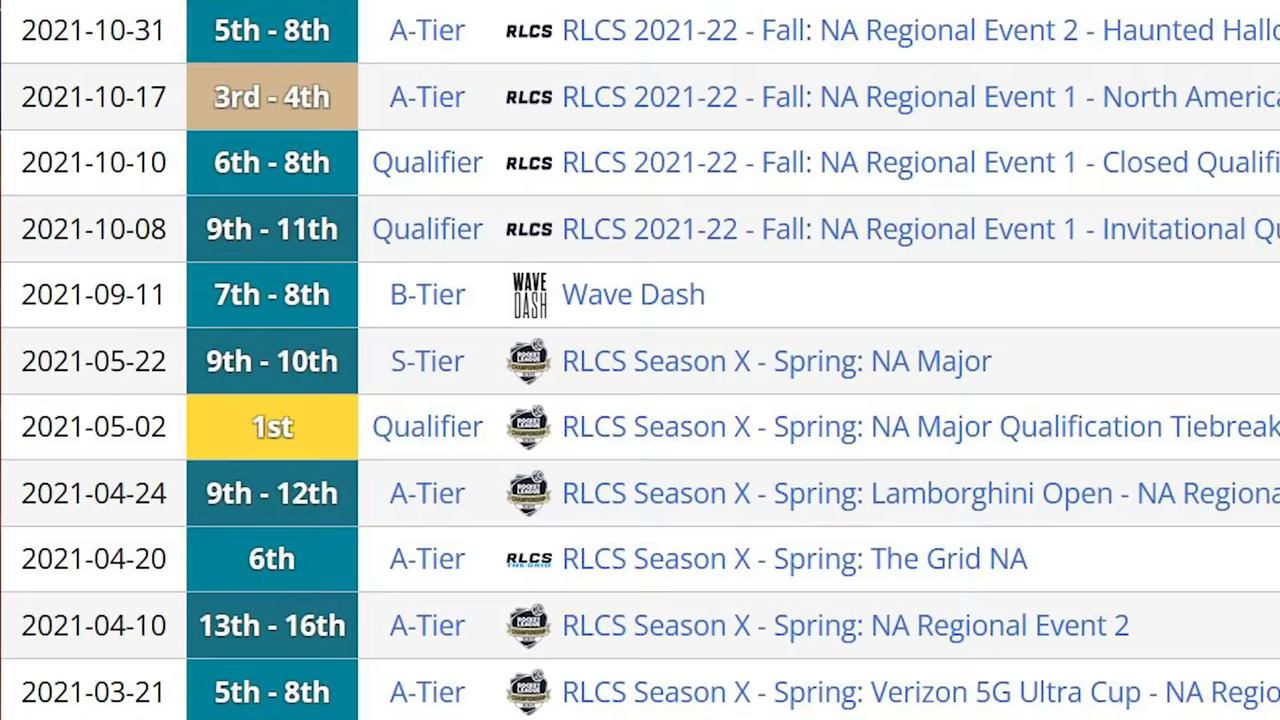 2021-10-31 5th - 8th A-Tier RLCS RLCS 2021-22 - Fall: NA Regional Event 2 - Haunted
2021-10-17 3rd - 4th A-Tier RLCS RLCS 2021-22 - Fall: NA Regional Event 1 - North
2021-10-10 6th - 8th Qualifier RLCS RLCS 2021-22 - Fall: NA Regional Event 1 - Closed
2021-10-08 9th - 11th Qualifier RLCS RLCS 2021-22 - Fall: NA Regional Event 1 - Invitational
2021-09-11 7th - 8th B-Tier WAVE DASH Wave Dash
2021-05-22 9th - 10th S-Tier RLCS Season X - Spring: NA Major
2021-05-02 1st Qualifier RLCS Season X - Spring: NA Major Qualification Tiebreak
2021-04-24 9th - 12th A-Tier RLCS Season X - Spring: Lamborghini Open - NA Regiona
2021-04-20 6th A-Tier RLCS THE GRID RLCS Season X - Spring: The Grid NA
2021-04-10 13th - 16th A-Tier RLCS Season X - Spring: NA Regional Event 2
2021-03-21 5th - 8th A-Tier RLCS Season X - Spring: Verizon 5G Ultra Cup - NA Regio